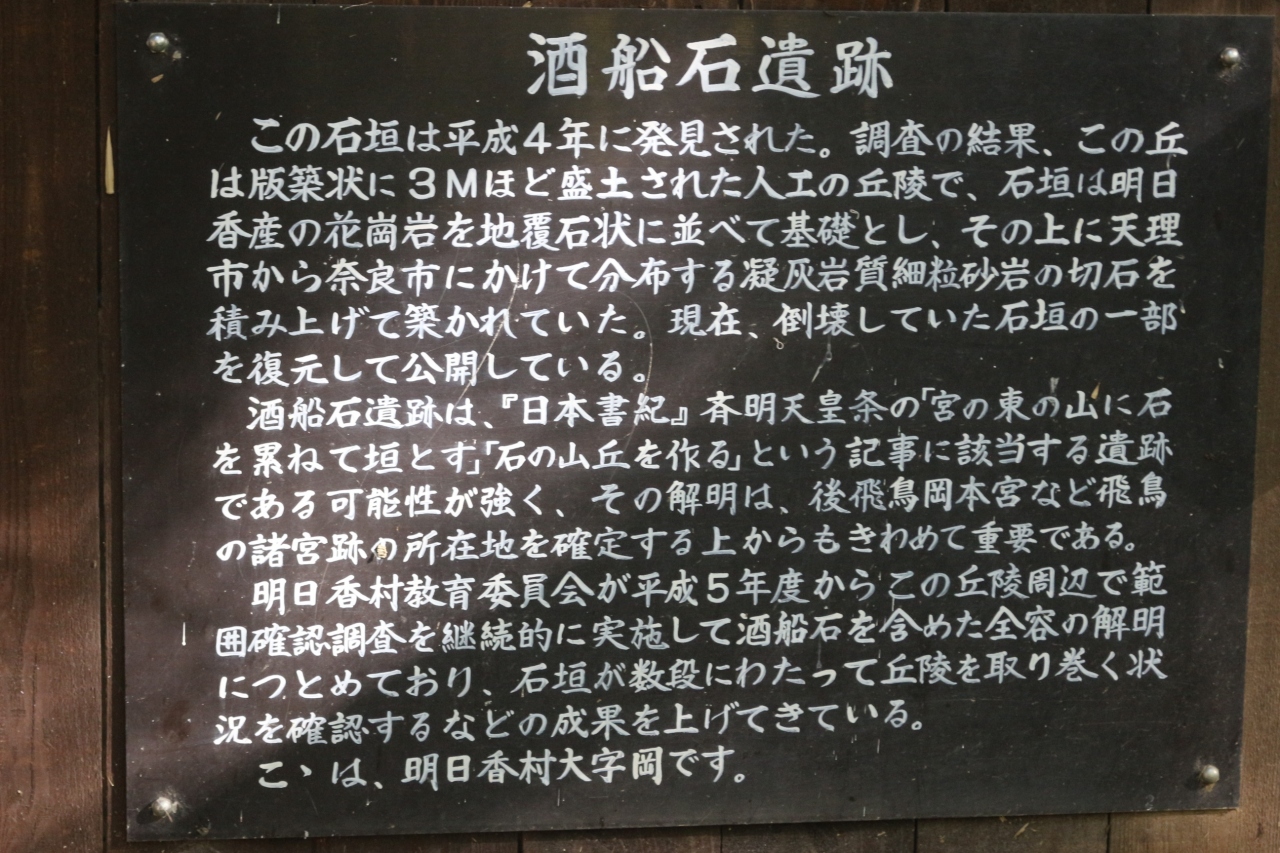 酒船石遺跡
この石垣は平成４年に発見された。調査の結果、この丘
は版築状に３Ｍほど盛土された人工の丘陵で、石垣は明日
香産の花崗岩を地覆石状に並べて基礎とし、その上に天理
市から奈良市にかけて分布する凝灰岩質細粒砂岩の切石を
積み上げて築かれていた。現在、倒壊していた石垣の一部
を復元して公開している。
酒船石遺跡は、『日本書紀』斉明天皇条の「宮の東の山に石
を累ねて垣とす」「石の山丘を作る」という記事に該当する遺跡
である可能性が強く、その解明は、後飛鳥岡本宮など飛鳥
の諸宮跡の所在地を確定する上からもきわめて重要である。
明日香村教育委員会が平成５年度からこの丘陵周辺で範
囲確認調査を継続的に実施して酒船石を含めた全容の解明
につとめており、石垣が数段にわたって丘陵を取り巻く状
況を確認するなどの成果を上げてきている。
こゝは、明日香村大字岡です。